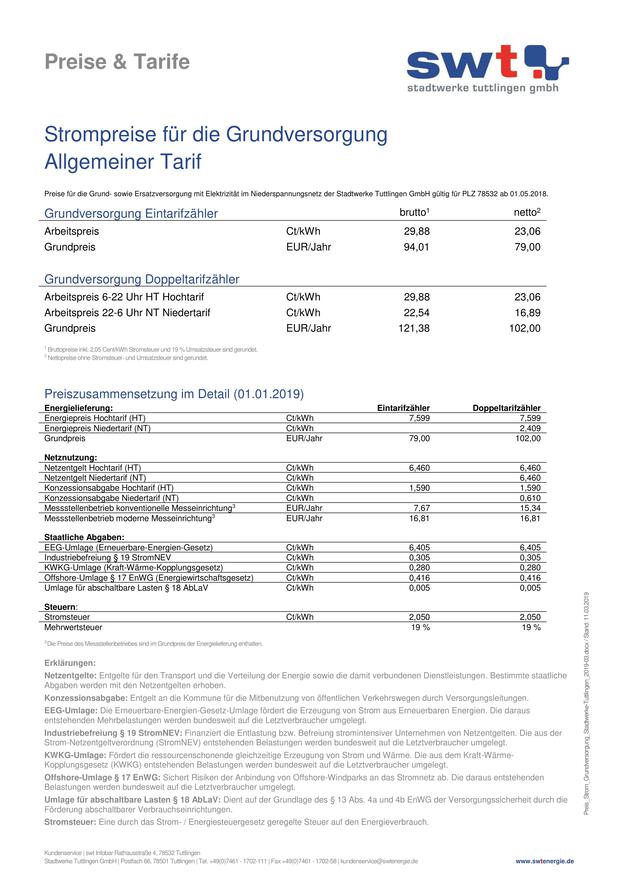 Preise & Tarife
swt
stadtwerke tuttlingen gmbh
Strompreise für die Grundversorgung
Allgemeiner Tarif
Preise für die Grund- sowie Ersatzversorgung mit Elektrizität im Niederspannungsnetz der Stadtwerke Tuttlingen GmbH gültig für PLZ 78532 ab 01.05.2018.
Grundversorgung Eintarifzähler brutto¹ netto²
Arbeitspreis Ct/kWh 29,88 23,06
Grundpreis EUR/Jahr 94,01 79,00
Grundversorgung Doppeltarifzähler
Arbeitspreis 6-22 Uhr HT Hochtarif Ct/kWh 29,88 23,06
Arbeitspreis 22-6 Uhr NT Niedertarif Ct/kWh 22,54 16,89
Grundpreis EUR/Jahr 121,38 102,00
¹ Bruttopreise inkl. 2,05 Cent/kWh Stromsteuer und 19 % Umsatzsteuer sind gerundet.
² Nettopreise ohne Stromsteuer- und Umsatzsteuer sind gerundet.
Preiszusammensetzung im Detail (01.01.2019)
Energielieferung: Eintarifzähler Doppeltarifzähler
Energiepreis Hochtarif (HT) Ct/kWh 7,599 7,599
Energiepreis Niedertarif (NT) Ct/kWh 2,409
Grundpreis EUR/Jahr 79,00 102,00
Netznutzung:
Netzentgelt Hochtarif (HT) Ct/kWh 6,460 6,460
Netzentgelt Niedertarif (NT) Ct/kWh 6,460
Konzessionsabgabe Hochtarif (HT) Ct/kWh 1,590 1,590
Konzessionsabgabe Niedertarif (NT) Ct/kWh 0,610
Messstellenbetrieb konventionelle Messeinrichtung³ EUR/Jahr 7,67 15,34
Messstellenbetrieb moderne Messeinrichtung³ EUR/Jahr 16,81 16,81
Staatliche Abgaben:
EEG-Umlage (Erneuerbare-Energien-Gesetz) Ct/kWh 6,405 6,405
Industriebefreiung § 19 StromNEV Ct/kWh 0,305 0,305
KWKG-Umlage (Kraft-Wärme-Kopplungsgesetz) Ct/kWh 0,280 0,280
Offshore-Umlage § 17 EnWG (Energiewirtschaftsgesetz) Ct/kWh 0,416 0,416
Umlage für abschaltbare Lasten § 18 AbLaV Ct/kWh 0,005 0,005
Steuern:
Stromsteuer Ct/kWh 2,050 2,050
Mehrwertsteuer 19 % 19 %
³ Die Preise des Messstellenbetriebes sind im Grundpreis der Energielieferung enthalten.
Erklärungen:
Netzentgelte: Entgelte für den Transport und die Verteilung der Energie sowie die damit verbundenen Dienstleistungen. Bestimmte staatliche
Abgaben werden mit den Netzentgelten erhoben.
Konzessionsabgabe: Entgelt an die Kommune für die Mitbenutzung von öffentlichen Verkehrswegen durch Versorgungsleitungen.
EEG-Umlage: Die Erneuerbare-Energien-Gesetz-Umlage fördert die Erzeugung von Strom aus Erneuerbaren Energien. Die daraus
entstehenden Mehrbelastungen werden bundesweit auf die Letztverbraucher umgelegt.
Industriebefreiung § 19 StromNEV: Finanziert die Entlastung bzw. Befreiung stromintensiver Unternehmen von Netzentgelten. Die aus der
Strom-Netzentgeltverordnung (StromNEV) entstehenden Belastungen werden bundesweit auf die Letztverbraucher umgelegt.
KWKG-Umlage: Fördert die ressourcenschonende gleichzeitige Erzeugung von Strom und Wärme. Die aus dem Kraft-Wärme-
Kopplungsgesetz (KWKG) entstehenden Belastungen werden bundesweit auf die Letztverbraucher umgelegt.
Offshore-Umlage § 17 EnWG: Sichert Risiken der Anbindung von Offshore-Windparks an das Stromnetz ab. Die daraus entstehenden
Belastungen werden bundesweit auf die Letztverbraucher umgelegt.
Umlage für abschaltbare Lasten § 18 AbLaV: Dient auf der Grundlage des § 13 Abs. 4a und 4b EnWG der Versorgungssicherheit durch die
Förderung abschaltbarer Verbrauchseinrichtungen.
Stromsteuer: Eine durch das Strom- / Energiesteuergesetz geregelte Steuer auf den Energieverbrauch.
Preis_Strom_Grundversorgung_Stadtwerke-Tuttlingen_2019-03.docx / Stand: 11.03.2019
Kundenservice | swt Infobar Rathausstraße 4, 78532 Tuttlingen
Stadtwerke Tuttlingen GmbH | Postfach 66, 78501 Tuttlingen | Tel. +49(0)7461 - 1702-111 | Fax +49(0)7461 - 1702-58 | kundenservice@swtenergie.de www.swtenergie.de